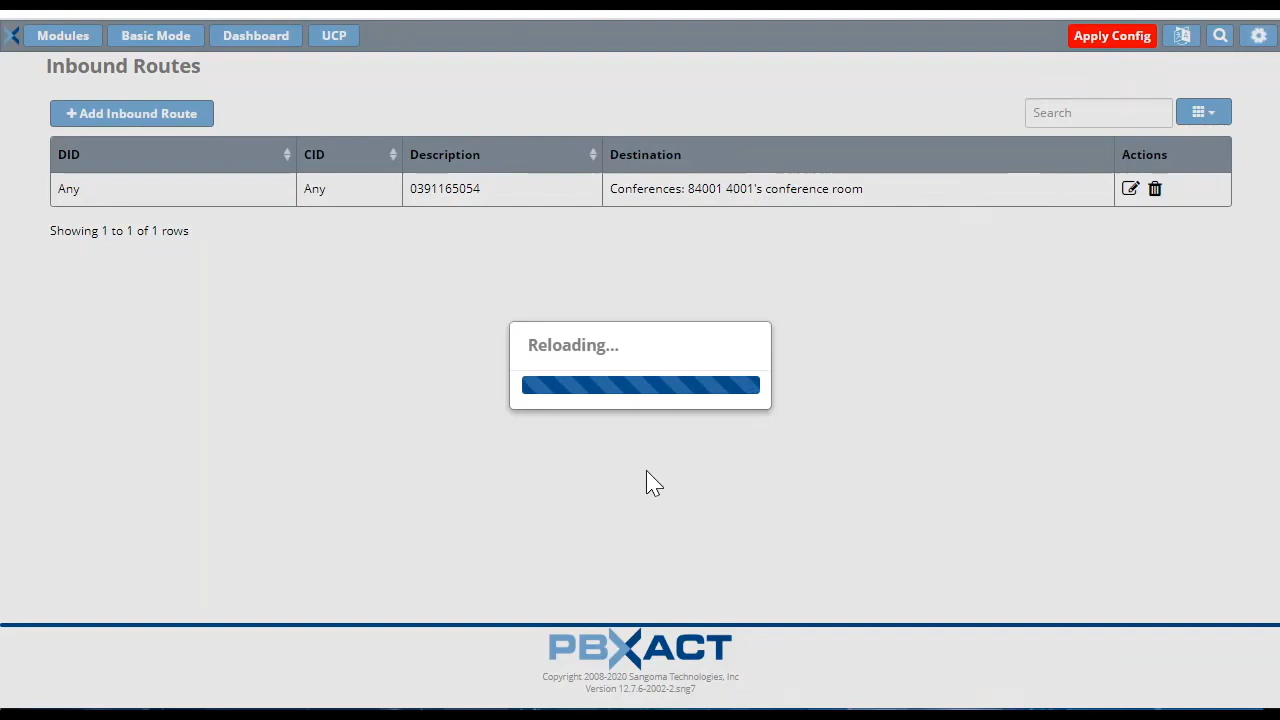 Modules Basic Mode Dashboard UCP Apply Config
Inbound Routes
Add Inbound Route Search
DID CID Description Destination Actions
Any Any 0391165054 Conferences: 84001 4001's conference room
Showing 1 to 1 of 1 rows
Reloading...
PBXACT
Copyright 2008-2020 Sangoma Technologies, Inc
Version 12.7.6-2002-2.sng7